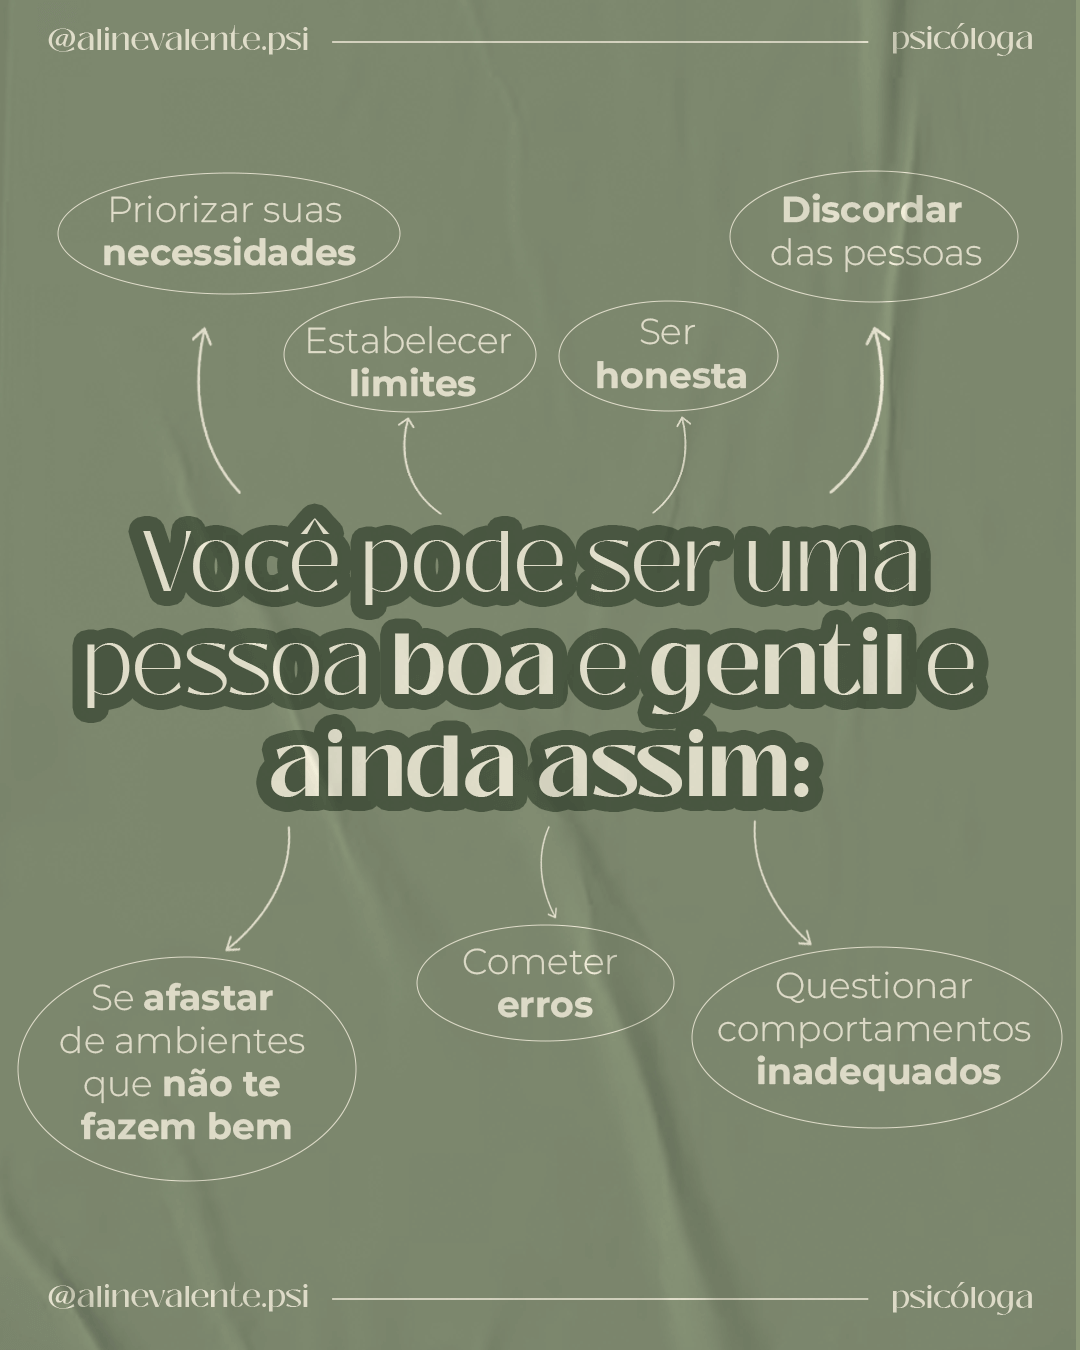 @alinevalente.psi psicóloga
Priorizar suas
necessidades
Estabelecer
limites
Ser
honesta
Discordar
das pessoas
Você pode ser uma
pessoa boa e gentil e
ainda assim:
Se afastar
de ambientes
que não te
fazem bem
Cometer
erros
Questionar
comportamentos
inadequados
@alinevalente.psi psicóloga